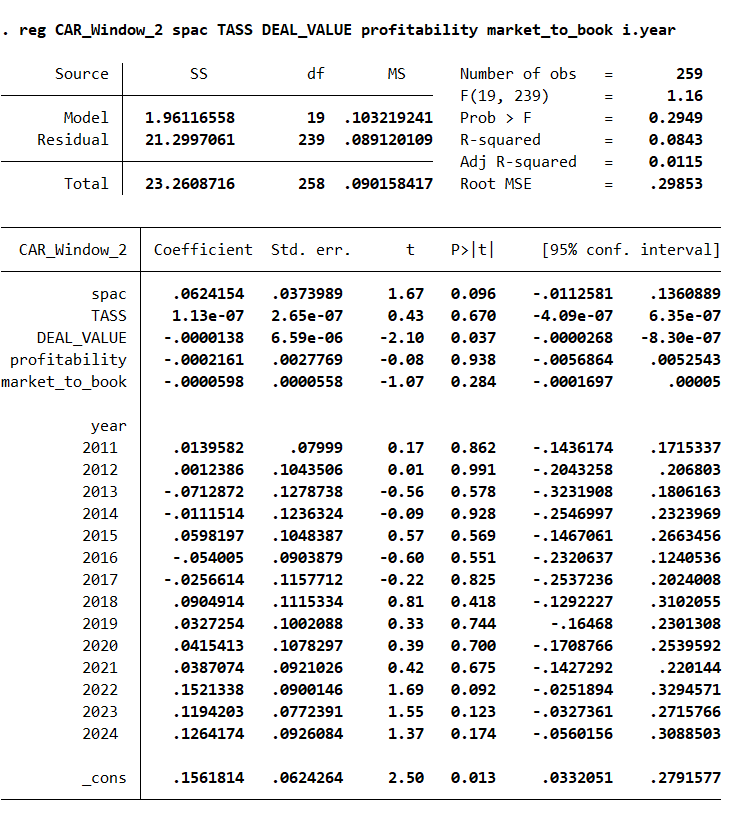 . reg CAR_Window_2 spac TASS DEAL_VALUE profitability market_to_book i.year
Source SS df MS Number of obs = 259
F(19, 239) = 1.16
Model 1.96116558 19 .103219241 Prob > F = 0.2949
Residual 21.2997061 239 .089120109 R-squared = 0.0843
Adj R-squared = 0.0115
Total 23.2608716 258 .090158417 Root MSE = .29853
CAR_Window_2 Coefficient Std. err. t P>|t| [95% conf. interval]
spac .0624154 .0373989 1.67 0.096 -.0112581 .1360889
TASS 1.13e-07 2.65e-07 0.43 0.670 -4.09e-07 6.35e-07
DEAL_VALUE -.0000138 6.59e-06 -2.10 0.037 -.0000268 -8.30e-07
profitability -.0002161 .0027769 -0.08 0.938 -.0056864 .0052543
market_to_book -.0000598 .0000558 -1.07 0.284 -.0001697 .00005
year
2011 .0139582 .07999 0.17 0.862 -.1436174 .1715337
2012 .0012386 .1043506 0.01 0.991 -.2043258 .206803
2013 -.0712872 .1278738 -0.56 0.578 -.3231908 .1806163
2014 -.0111514 .1236324 -0.09 0.928 -.2546997 .2323969
2015 .0598197 .1048387 0.57 0.569 -.1467061 .2663456
2016 -.054005 .0903879 -0.60 0.551 -.2320637 .1240536
2017 -.0256614 .1157712 -0.22 0.825 -.2537236 .2024008
2018 .0904914 .1115334 0.81 0.418 -.1292227 .3102055
2019 .0327254 .1002088 0.33 0.744 -.16468 .2301308
2020 .0415413 .1078297 0.39 0.700 -.1708766 .2539592
2021 .0387074 .0921026 0.42 0.675 -.1427292 .220144
2022 .1521338 .0900146 1.69 0.092 -.0251894 .3294571
2023 .1194203 .0772391 1.55 0.123 -.0327361 .2715766
2024 .1264174 .0926084 1.37 0.174 -.0560156 .3088503
_cons .1561814 .0624264 2.50 0.013 .0332051 .2791577